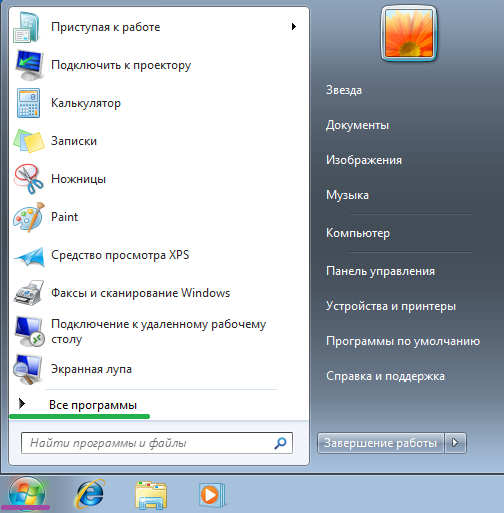 Приступая к работе
Подключить к проектору
Калькулятор
Записки
Ножницы
Paint
Средство просмотра XPS
Факсы и сканирование Windows
Подключение к удаленному рабочему
столу
Экранная лупа
Все программы
Найти программы и файлы
Звезда
Документы
Изображения
Музыка
Компьютер
Панель управления
Устройства и принтеры
Программы по умолчанию
Справка и поддержка
Завершение работы